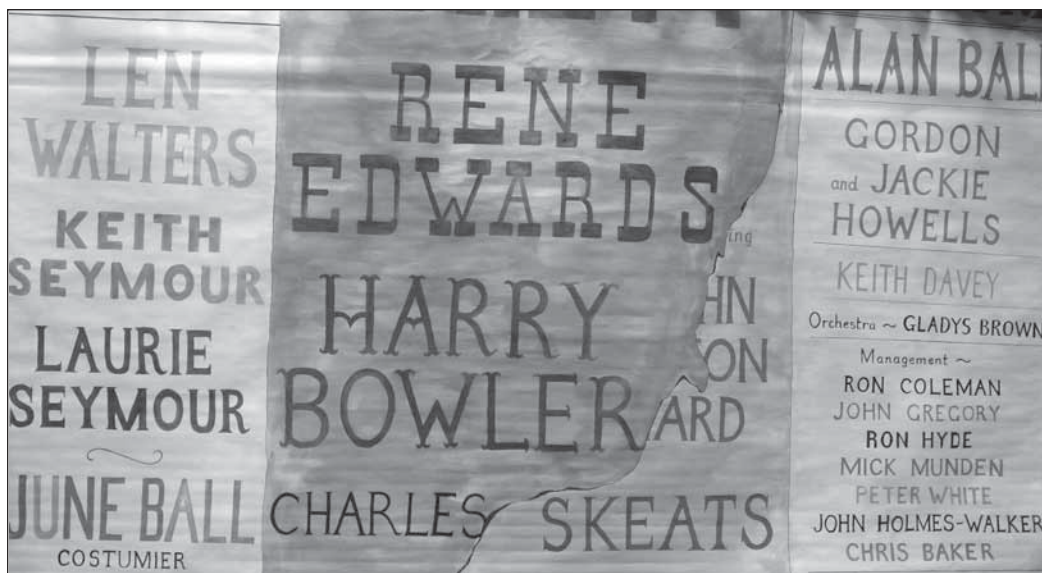 LEN
WALTERS
KEITH
SEYMOUR
LAURIE
SEYMOUR
JUNE BALL
COSTUMIER
RENE
EDWARDS
ing
HARRY
HN
ON
BOWLER
ARD
CHARLES SKEATS
ALAN BALL
GORDON
and JACKIE
HOWELLS
KEITH DAVEY
Orchestra ~ GLADYS BROWN
Management ~
RON COLEMAN
JOHN GREGORY
RON HYDE
MICK MUNDEN
PETER WHITE
JOHN HOLMES-WALKER
CHRIS BAKER